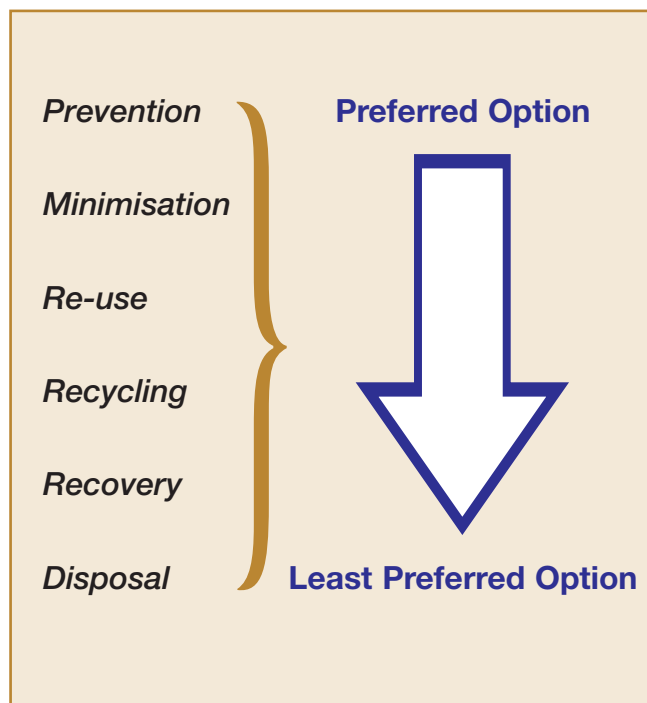 Prevention
Preferred Option
Minimisation
Re-use
Recycling
Recovery
Disposal
Least Preferred Option